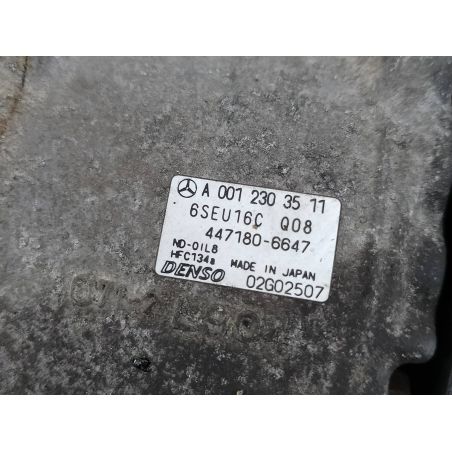 A 001 230 35 11
6SEU16C Q08
447180-6647
ND-OIL8
HFC134a MADE IN JAPAN
DENSO 02G02507